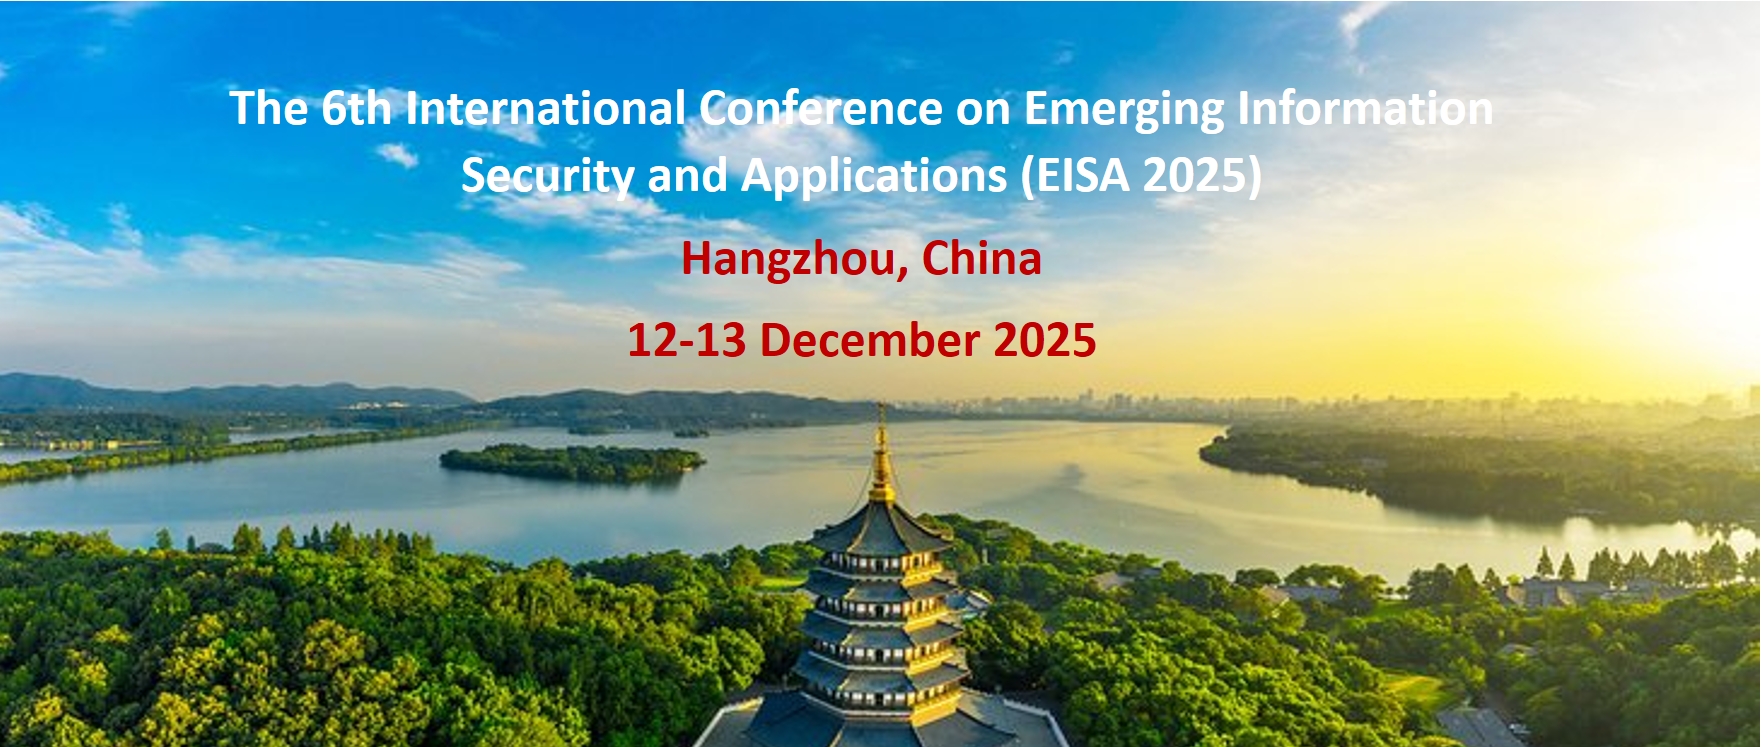 The 6th International Conference on Emerging Information
Security and Applications (EISA 2025)
Hangzhou, China
12-13 December 2025